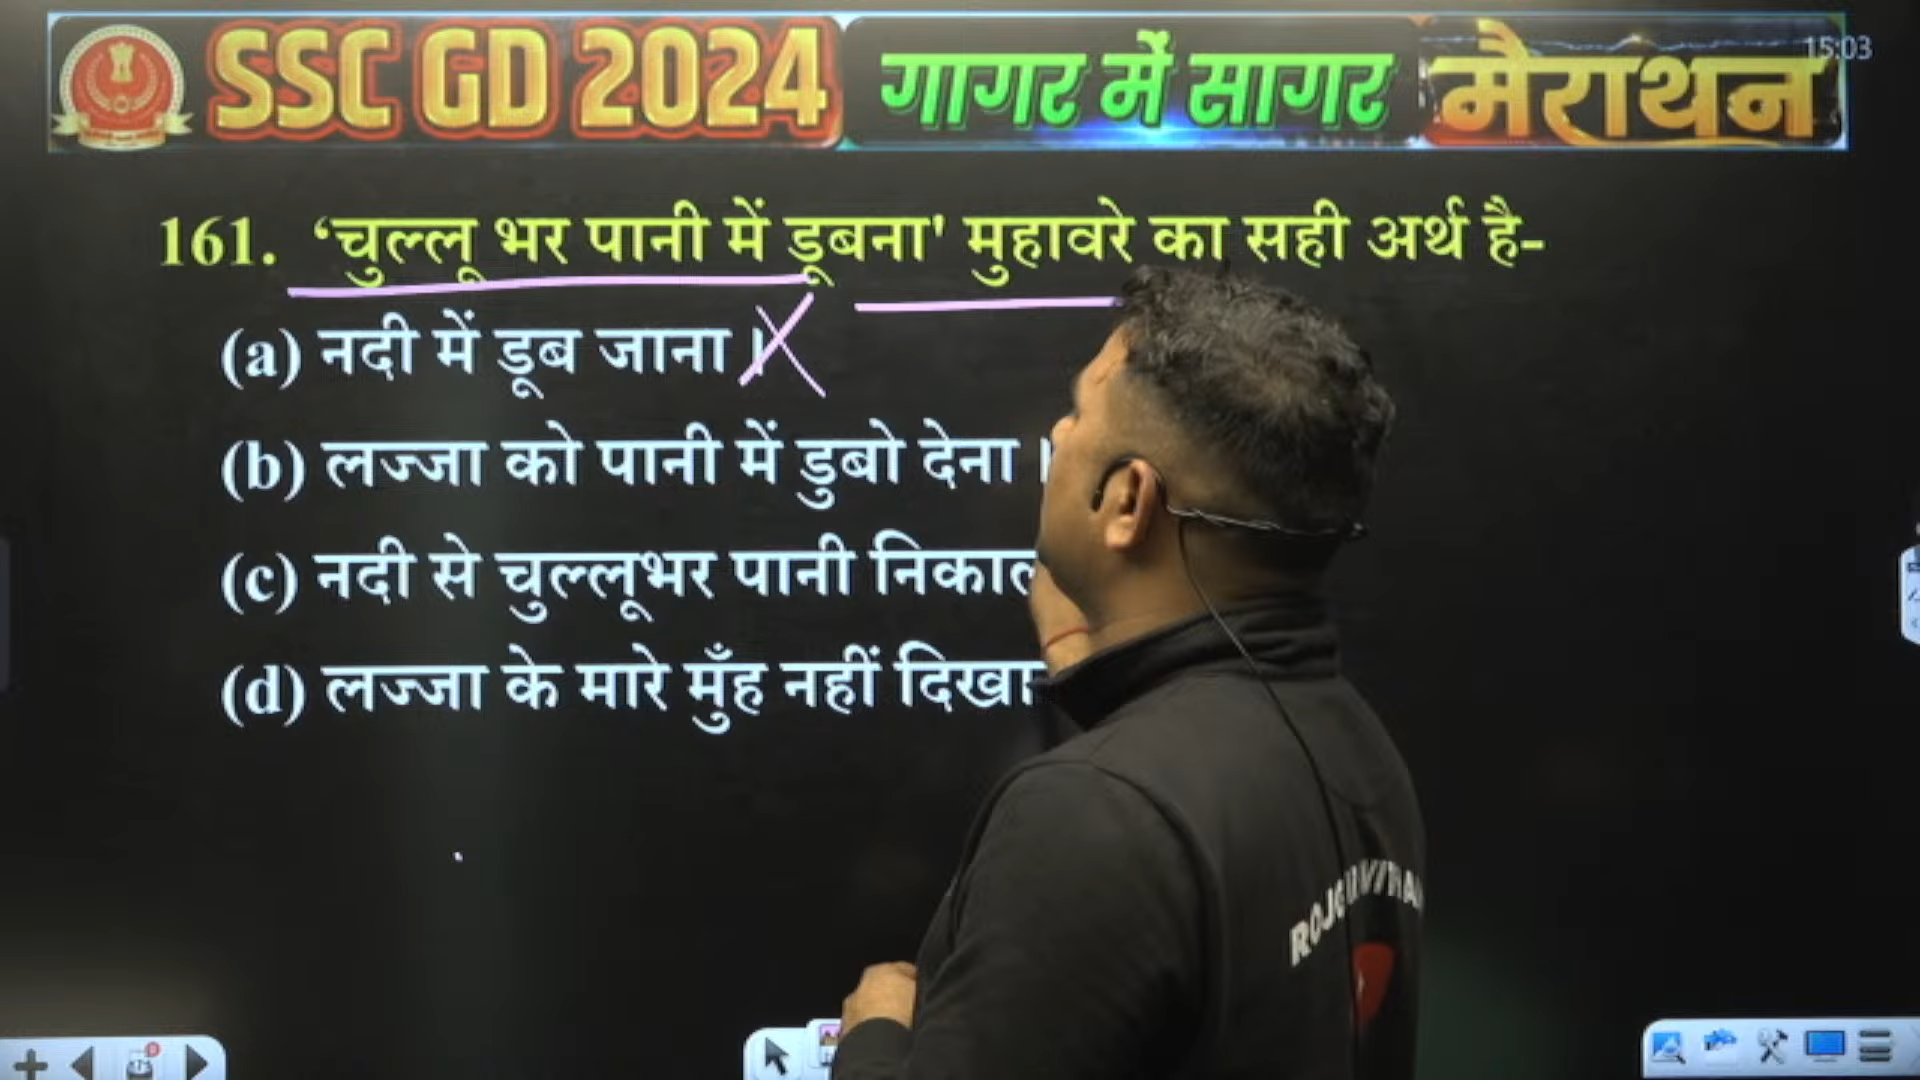 SSC GD 2024 गागर में सागर मैराथन
15:03
161. ‘चुल्लू भर पानी में डूबना' मुहावरे का सही अर्थ है-
(a) नदी में डूब जाना ।
(b) लज्जा को पानी में डुबो देना ।
(c) नदी से चुल्लूभर पानी
(d) लज्जा के मारे मुँह नहीं